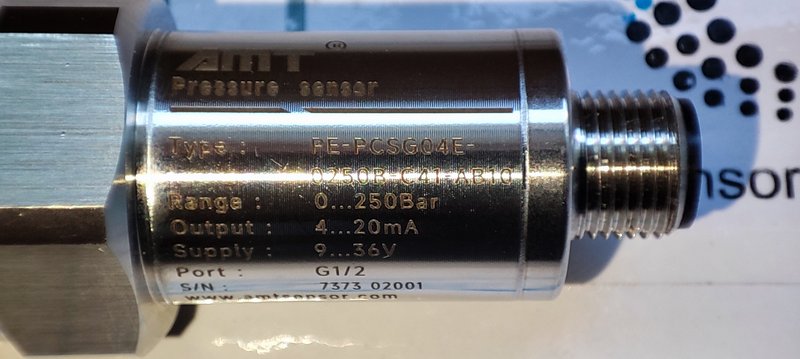 AMT®
Pressure sensor
Type : PE-PCSG04E-
0250B-C41-AB10
Range : 0...250Bar
Output : 4...20mA
Supply : 9...36V
Port : G1/2
S/N : 7373 02001
www.amtsensor.com
nsor